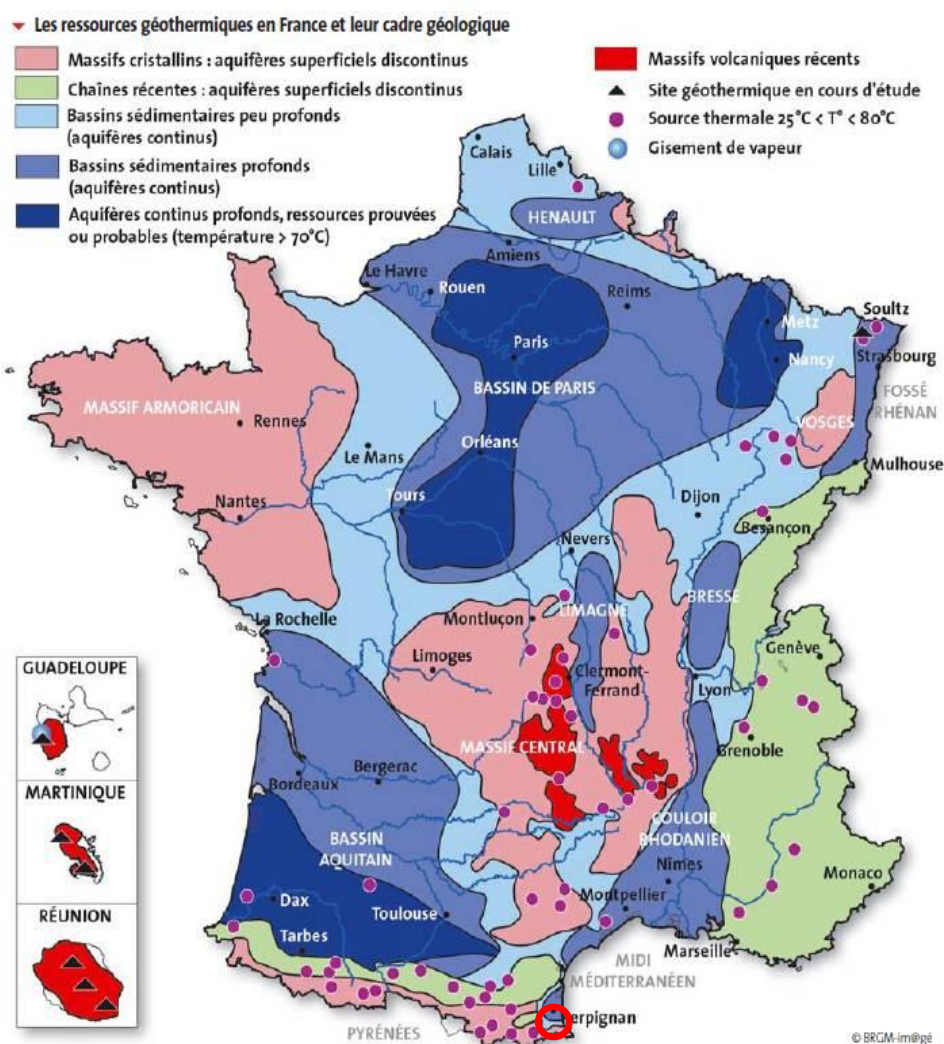 Les ressources géothermiques en France et leur cadre géologique
Massifs cristallins : aquifères superficiels discontinus
Chaînes récentes : aquifères superficiels discontinus
Bassins sédimentaires peu profonds
(aquifères continus)
Bassins sédimentaires profonds
(aquifères continus)
Aquifères continus profonds, ressources prouvées
ou probables (température > 70°C)
Massifs volcaniques récents
Site géothermique en cours d'étude
Source thermale 25°C < T° < 80°C
Gisement de vapeur
Calais
Lille
HENAULT
Amiens
Le Havre
Rouen
Reims
Soultz
Metz
Paris
Nancy
Strasbourg
BASSIN DE PARIS
FOSSÉ
RHÉNAN
MASSIF ARMORICAIN
VOSGES
Rennes
Orléans
Le Mans
Mulhouse
Tours
Dijon
Nantes
Besançon
Nevers
BRESSE
LIMAGNE
La Rochelle
Montluçon
Genève
Limoges
Clermont-
Ferrand
Lyon
GUADELOUPE
MASSIF CENTRAL
Grenoble
Bergerac
Bordeaux
MARTINIQUE
COULOIR
RHODANIEN
BASSIN
AQUITAIN
Nîmes
Monaco
Dax
Montpellier
RÉUNION
Toulouse
Tarbes
Marseille
MIDI
MÉDITERRANÉEN
PYRÉNÉES
Perpignan
© BRGM-im@gé